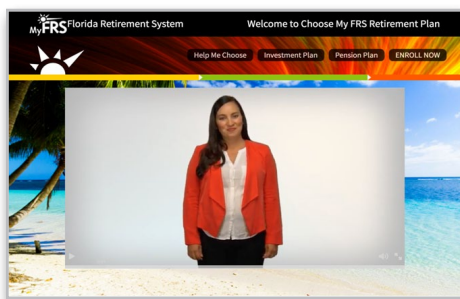 MyFRS Florida Retirement System
Welcome to Choose My FRS Retirement Plan
Help Me Choose
Investment Plan
Pension Plan
ENROLL NOW